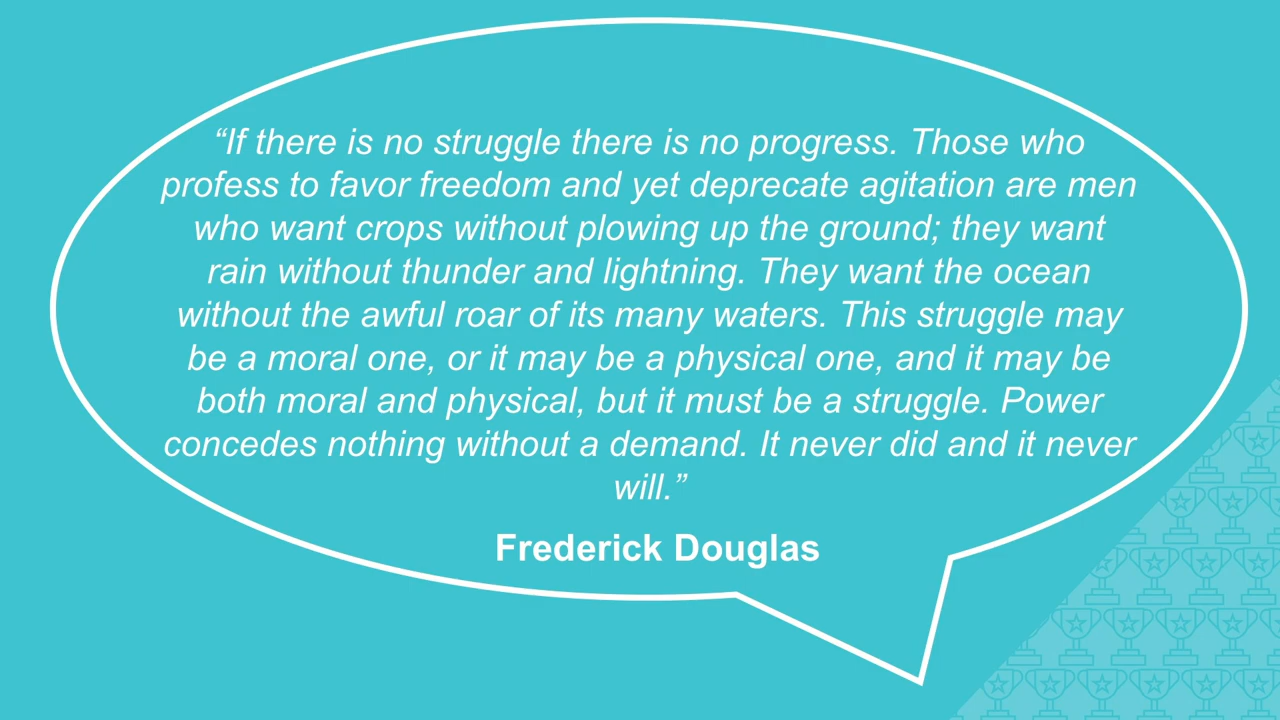 “If there is no struggle there is no progress. Those who
profess to favor freedom and yet deprecate agitation are men
who want crops without plowing up the ground; they want
rain without thunder and lightning. They want the ocean
without the awful roar of its many waters. This struggle may
be a moral one, or it may be a physical one, and it may be
both moral and physical, but it must be a struggle. Power
concedes nothing without a demand. It never did and it never
will.”
Frederick Douglas